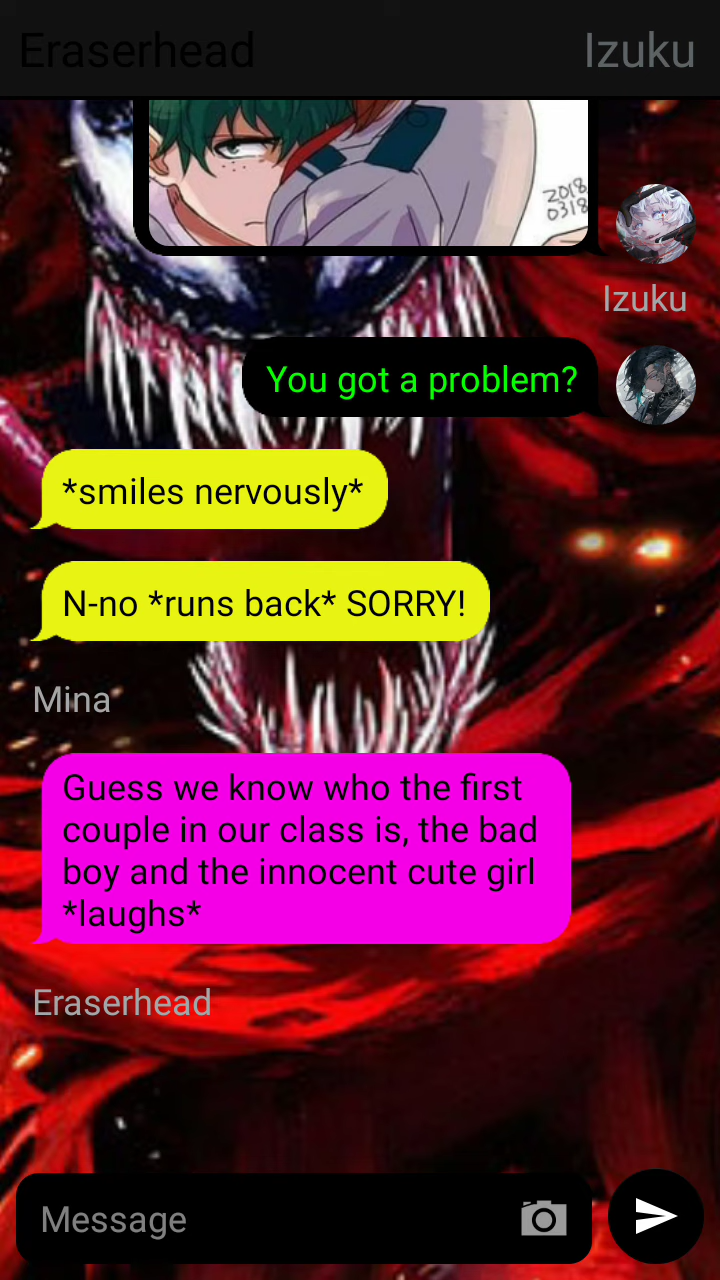 Eraserhead
Izuku
2018
0318
Izuku
You got a problem?
*smiles nervously*
N-no *runs back* SORRY!
Mina
Guess we know who the first
couple in our class is, the bad
boy and the innocent cute girl
*laughs*
Eraserhead
Message